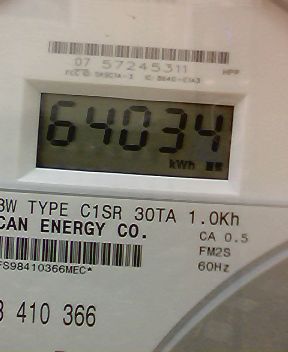 07 57245311
64034
kWh
3W TYPE C1SR 30TA 1.0Kh
CAN ENERGY CO.
CA 0.5
FM2S
60Hz
FS98410366MEC*
3 410 366